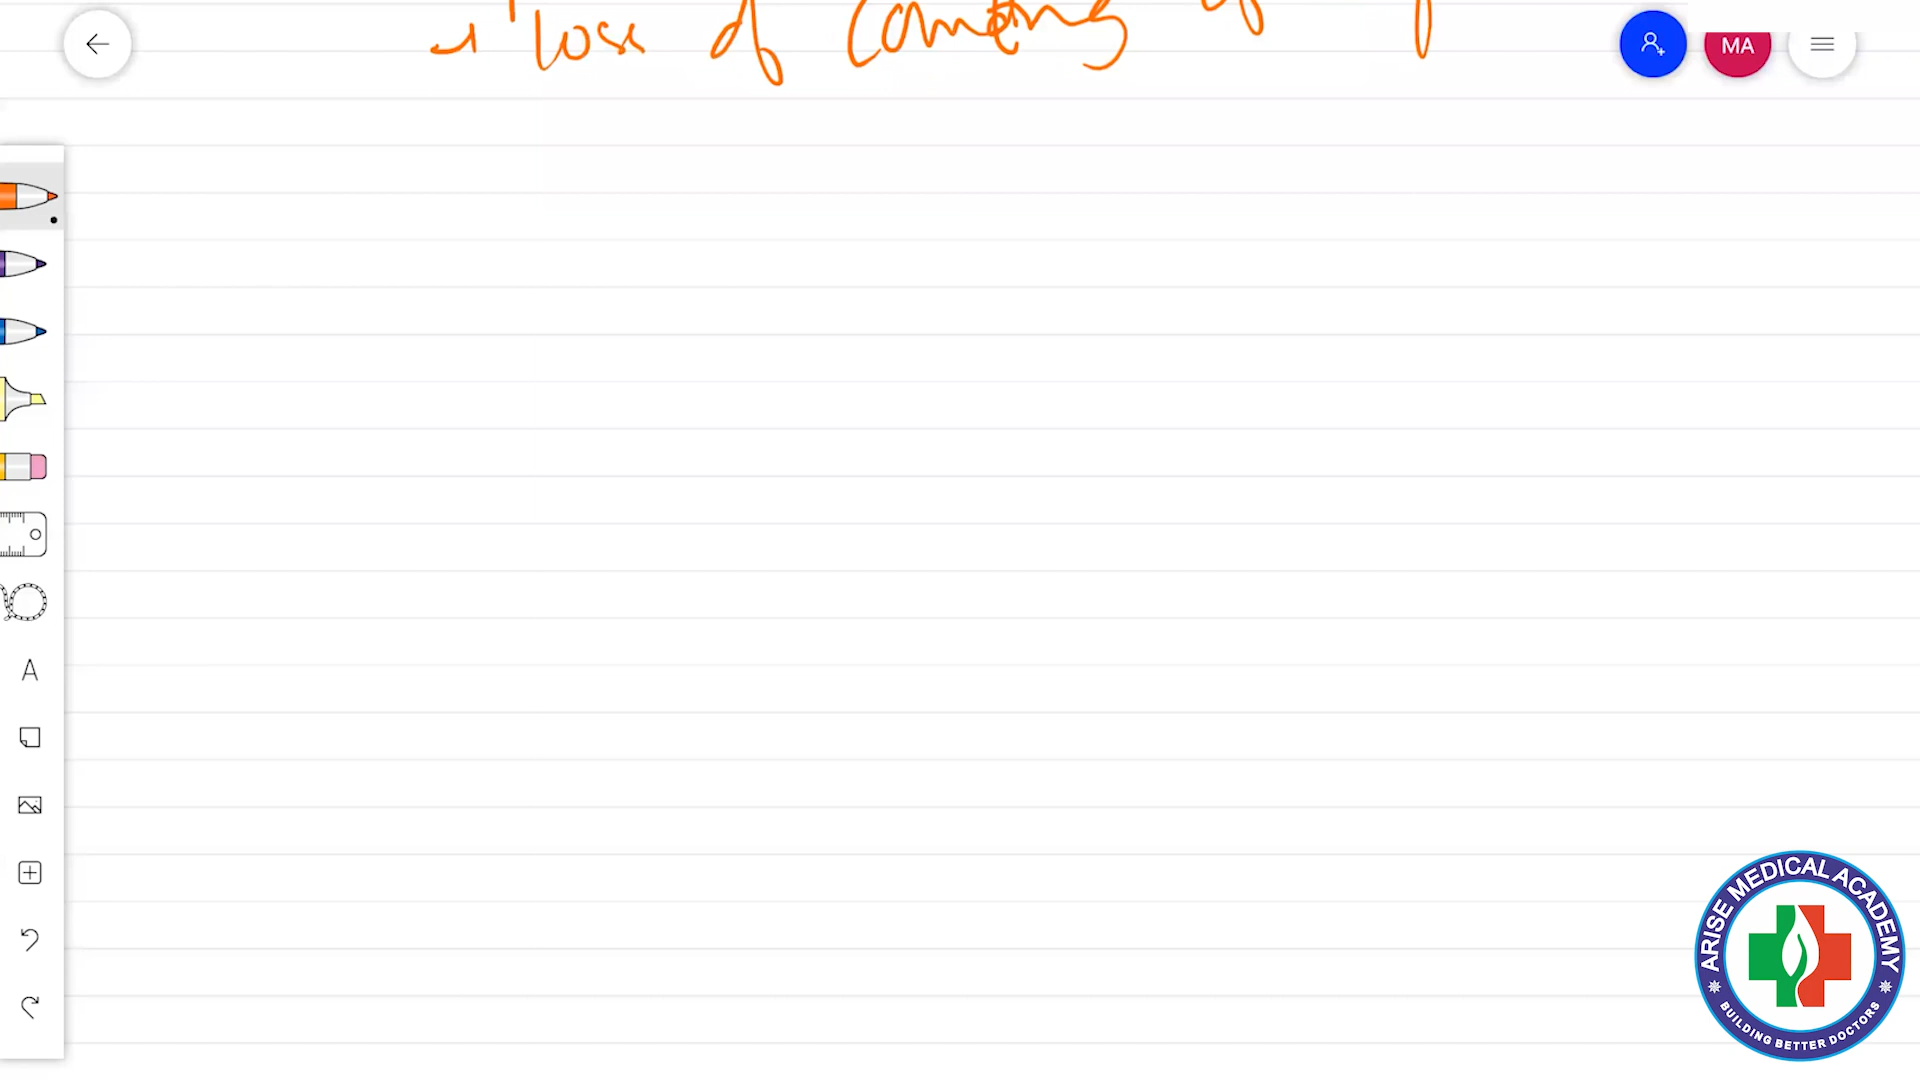 loss of
MA
A
ARISE MEDICAL ACADEMY
BUILDING BETTER DOCTORS